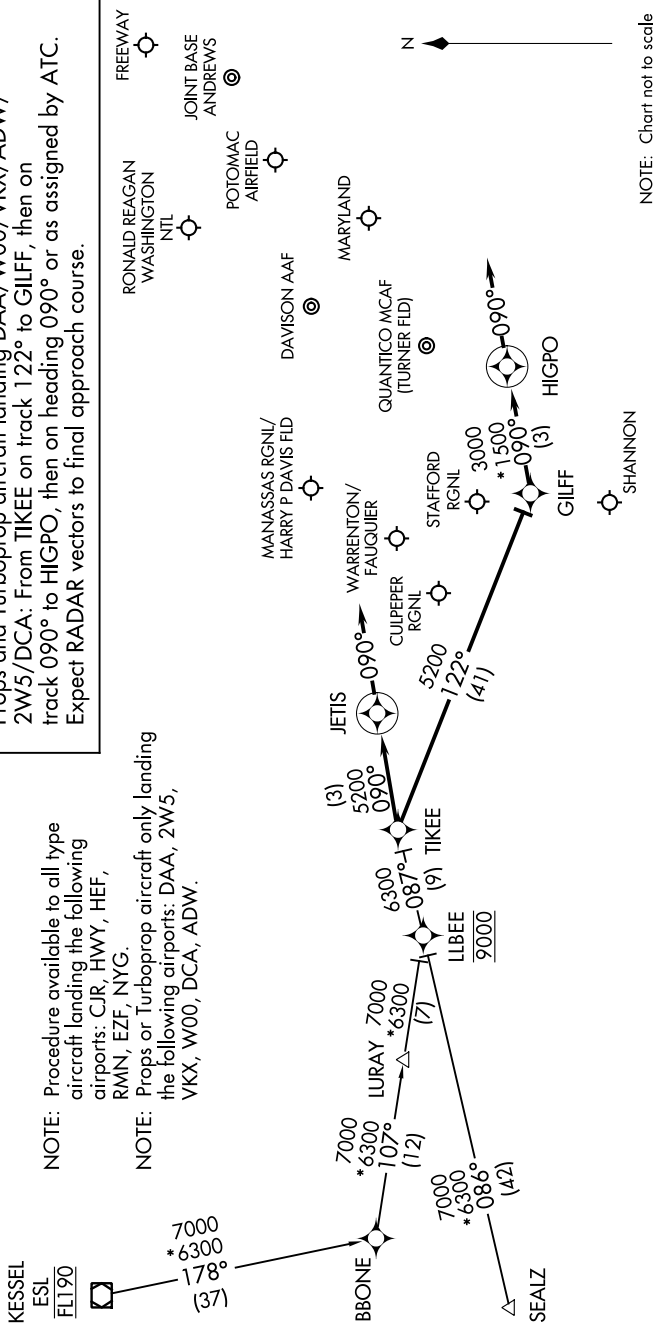 Props and Turboprop aircraft landing DAA/W00/VKX/ADW/
2W5/DCA: From TIKEE on track 122° to GILFF, then on
track 090° to HIGPO, then on heading 090° or as assigned by ATC.
Expect RADAR vectors to final approach course.
NOTE: Procedure available to all type
aircraft landing the following
airports: CJR, HWY, HEF,
RMN, EZF, NYG.
NOTE: Props or Turboprop aircraft only landing
the following airports: DAA, 2W5,
VKX, W00, DCA, ADW.
KESSEL
ESL
FL190
7000
*6300
178°
(37)
BBONE
7000
*6300
107°
(12)
LURAY
7000
*6300
(7)
SEALZ
7000
*6300
086°
(42)
LLBEE
9000
6300
087°
(9)
TIKEE
(3)
5200
090°
JETIS
090°
5200
122°
(41)
GILFF
3000
*1500
090°
(3)
HIGPO
090°
CULPEPER
RGNL
WARRENTON/
FAUQUIER
STAFFORD
RGNL
SHANNON
MANASSAS RGNL/
HARRY P DAVIS FLD
QUANTICO MCAF
(TURNER FLD)
DAVISON AAF
MARYLAND
RONALD REAGAN
WASHINGTON
NTL
POTOMAC
AIRFIELD
JOINT BASE
ANDREWS
FREEWAY
N
NOTE: Chart not to scale